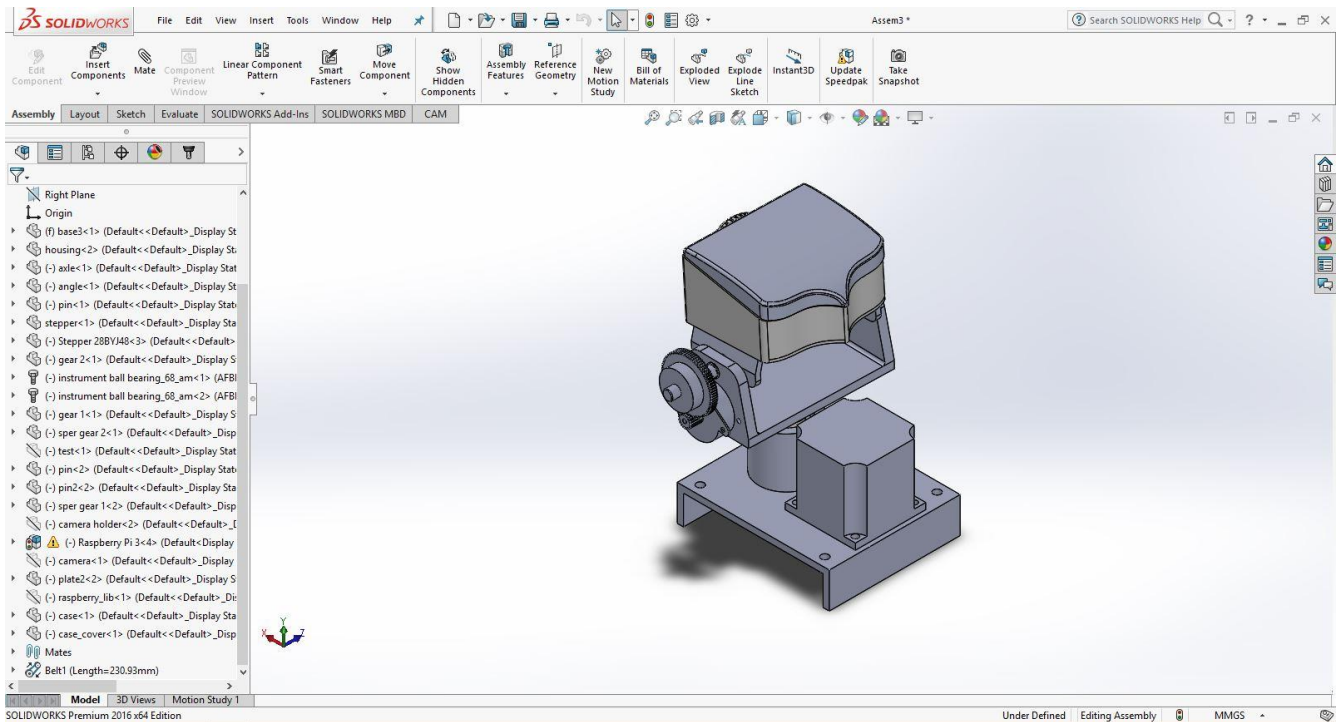 SOLIDWORKS File Edit View Insert Tools Window Help Assem3 * Search SOLIDWORKS Help ?
Edit Component
Insert Components
Mate
Component Preview Window
Linear Component Pattern
Smart Fasteners
Move Component
Show Hidden Components
Assembly Features
Reference Geometry
New Motion Study
Bill of Materials
Exploded View
Explode Line Sketch
Instant3D
Update Speedpak
Take Snapshot
Assembly Layout Sketch Evaluate SOLIDWORKS Add-Ins SOLIDWORKS MBD CAM
Right Plane
Origin
(f) base3<1> (Default<<Default>_Display St
housing<2> (Default<<Default>_Display Sta
(-) axle<1> (Default<<Default>_Display Stat
(-) angle<1> (Default<<Default>_Display St
(-) pin<1> (Default<<Default>_Display State
stepper<1> (Default<<Default>_Display Sta
(-) Stepper 28BYJ48<3> (Default<<Default>
(-) gear 2<1> (Default<<Default>_Display S
(-) instrument ball bearing_68_am<1> (AFBI
(-) instrument ball bearing_68_am<2> (AFBI
(-) gear 1<1> (Default<<Default>_Display S
(-) sper gear 2<1> (Default<<Default>_Disp
(-) test<1> (Default<<Default>_Display Stat
(-) pin<2> (Default<<Default>_Display State
(-) pin2<2> (Default<<Default>_Display Sta
(-) sper gear 1<2> (Default<<Default>_Disp
(-) camera holder<2> (Default<<Default>_D
(-) Raspberry Pi 3<4> (Default<Display
(-) camera<1> (Default<<Default>_Display
(-) plate2<2> (Default<<Default>_Display S
(-) raspberry_lib<1> (Default<<Default>_Dis
(-) case<1> (Default<<Default>_Display Sta
(-) case_cover<1> (Default<<Default>_Disp
Mates
Belt1 (Length=230.93mm)
Y
X Z
Model 3D Views Motion Study 1
SOLIDWORKS Premium 2016 x64 Edition Under Defined Editing Assembly MMGS